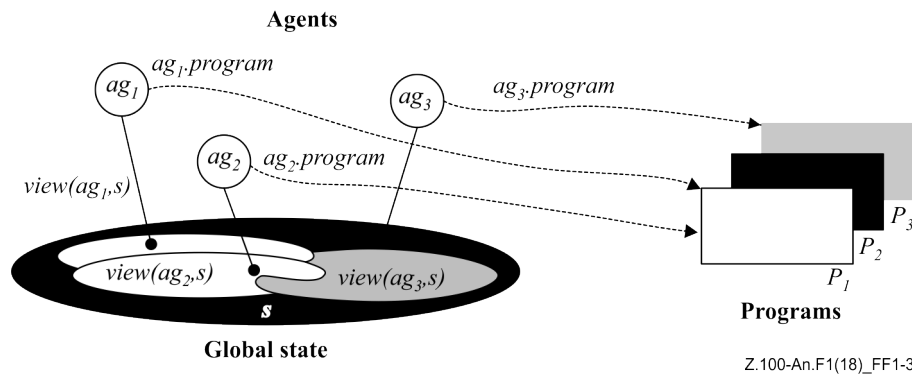 Agents
ag1.program
ag1
ag3
ag3.program
ag2
ag2.program
view(ag1,s)
P3
view(ag2,s)
view(ag3,s)
P2
P1
s
Programs
Global state
Z.100-An.F1(18)_FF1-3